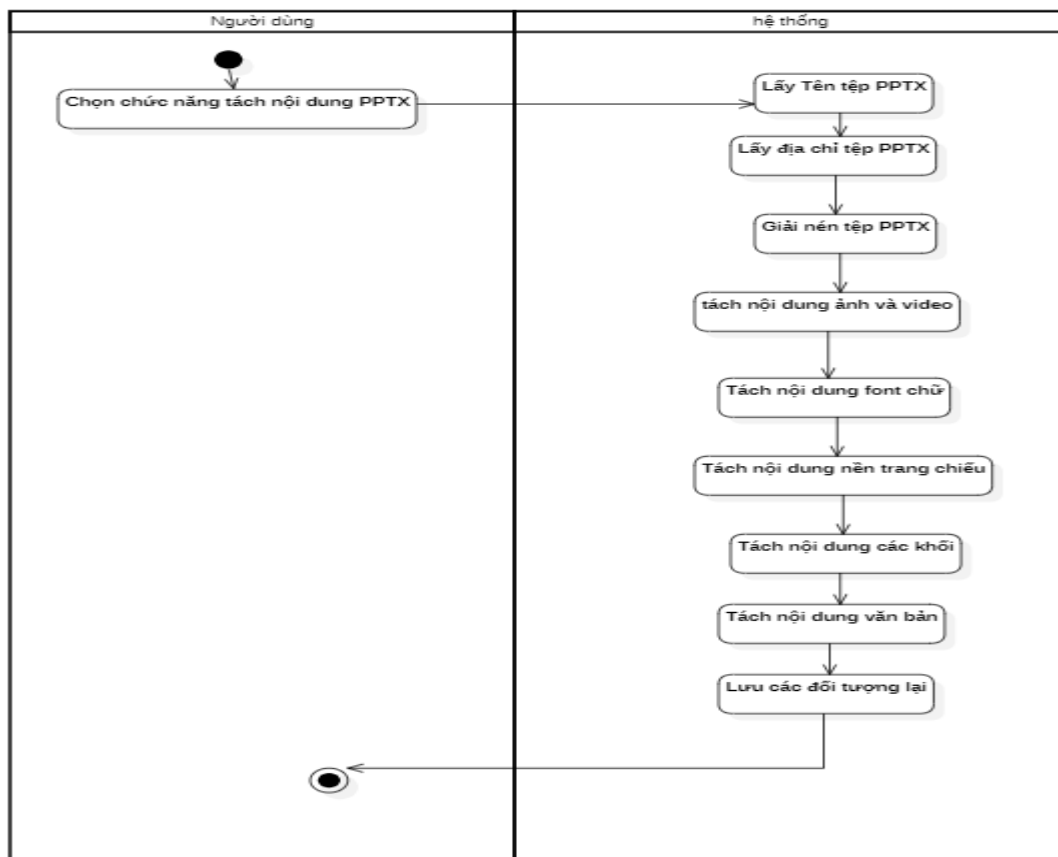 Người dùng
hệ thống
Chọn chức năng tách nội dung PPTX
Lấy Tên tệp PPTX
Lấy địa chỉ tệp PPTX
Giải nén tệp PPTX
tách nội dung ảnh và video
Tách nội dung font chữ
Tách nội dung nền trang chiếu
Tách nội dung các khối
Tách nội dung văn bản
Lưu các đối tượng lại